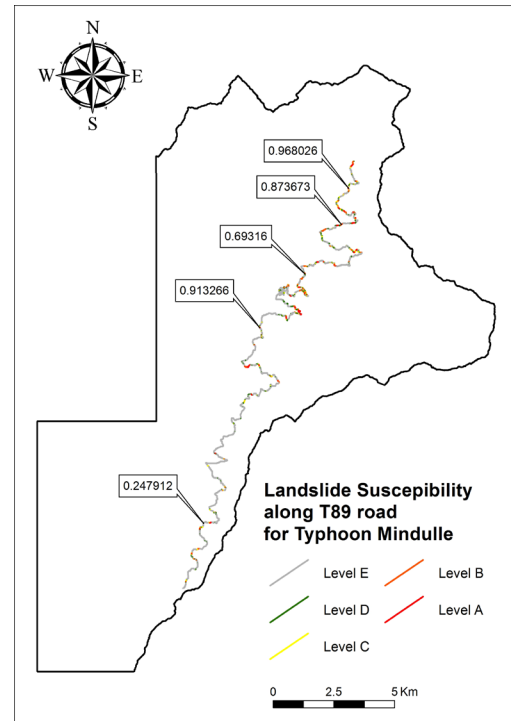 N
W E
S
0.968026
0.873673
0.69316
0.913266
0.247912
Landslide Suscepibility
along T89 road
for Typhoon Mindulle
Level E
Level B
Level D
Level A
Level C
0 2.5 5 Km